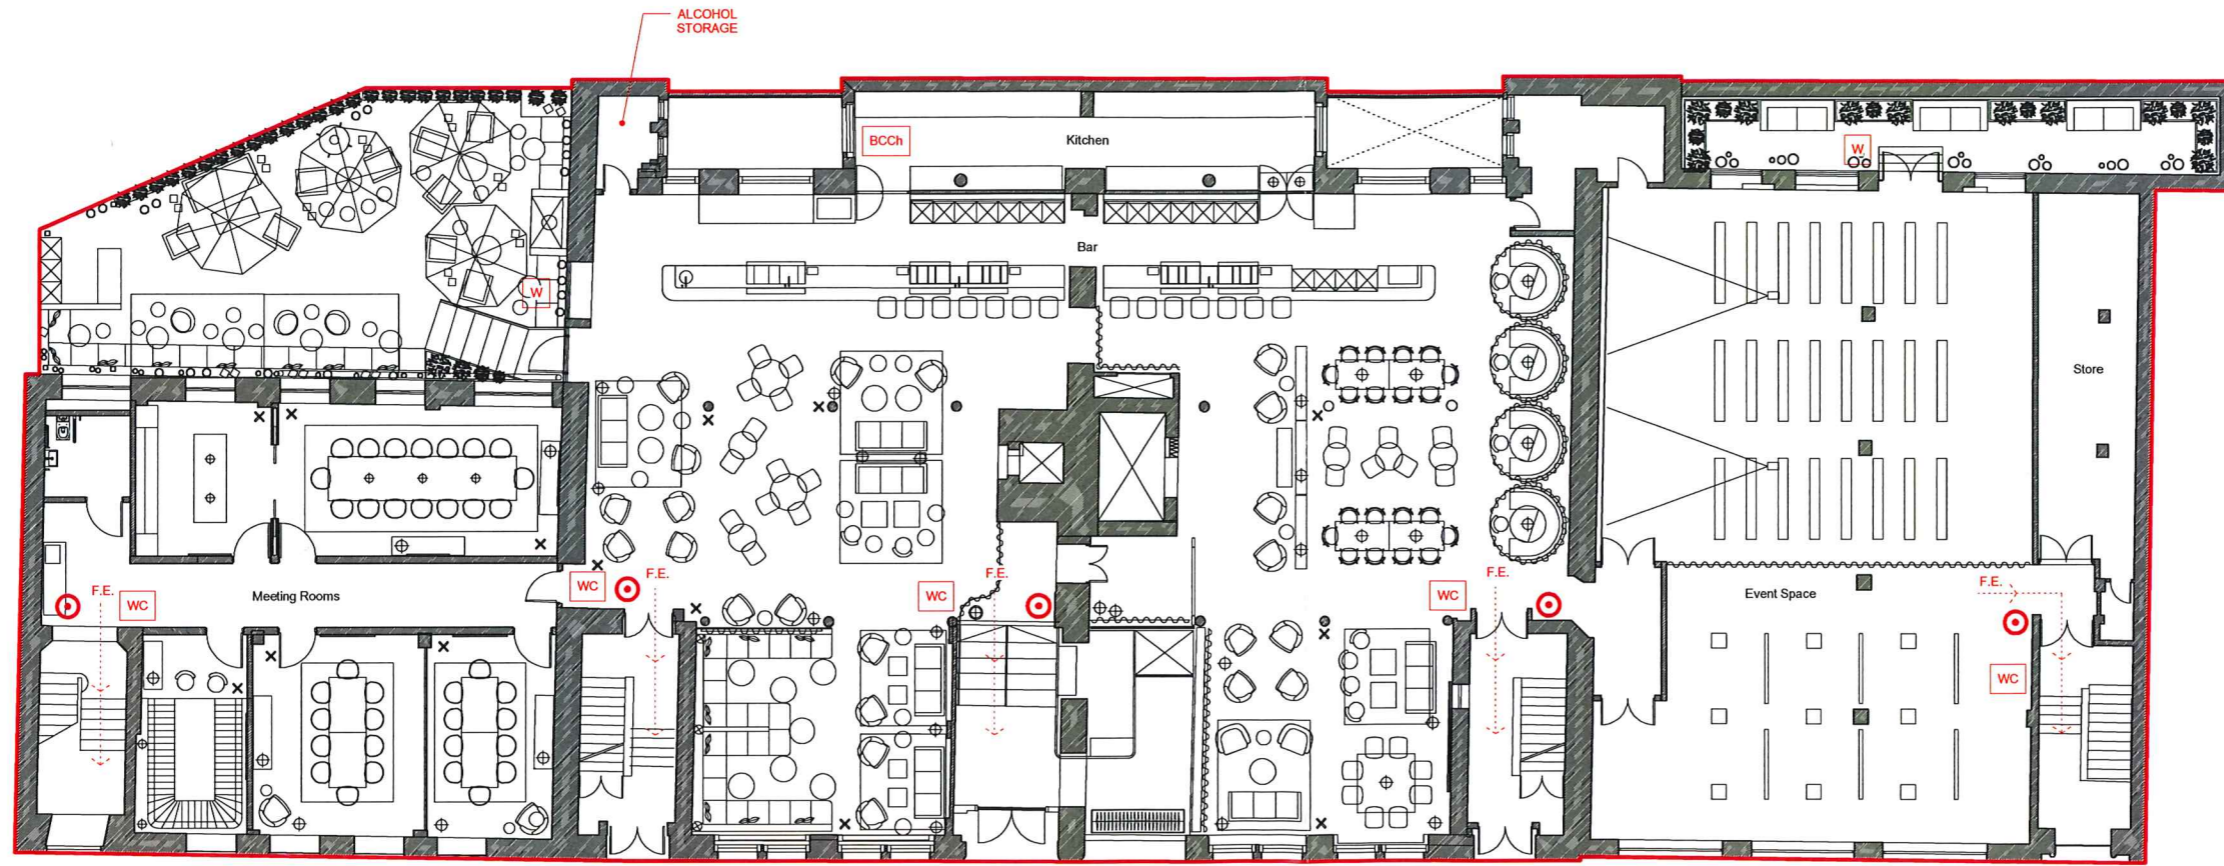 ALCOHOL
STORAGE
BCCh
Kitchen
W
Bar
W
Store
F.E.
WC
Meeting Rooms
WC
F.E.
WC
F.E.
WC
F.E.
Event Space
F.E.
WC